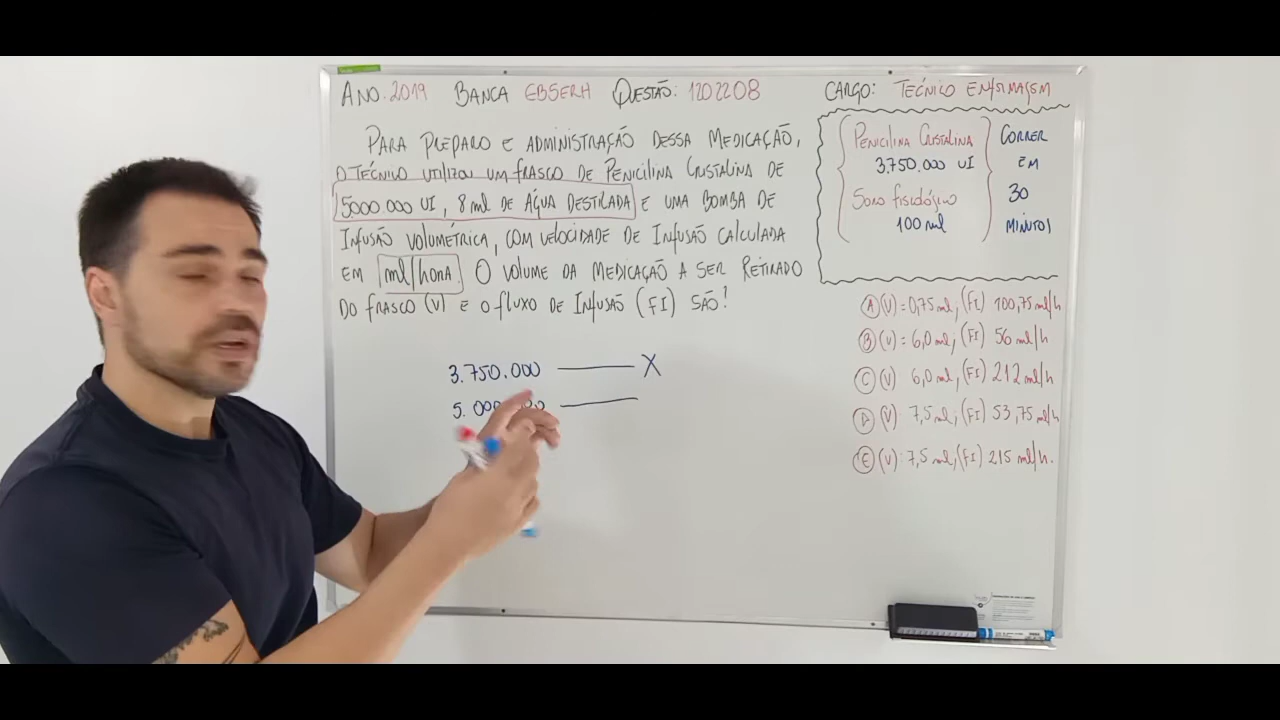 ANO. 2019 BANCA EBSERH QUESTÃO: 1202208 CARGO: TÉCNICO ENFERMAGEM
PARA PREPARO E ADMINISTRAÇÃO DESSA MEDICAÇÃO,
O TÉCNICO UTILIZOU UM FRASCO DE PENICILINA CRISTALINA DE
5000.000 UI, 8 ml DE ÁGUA DESTILADA E UMA BOMBA DE
INFUSÃO VOLUMÉTRICA, COM VELOCIDADE DE INFUSÃO CALCULADA
EM ml/hora. O VOLUME DA MEDICAÇÃO A SER RETIRADO
DO FRASCO (V) E O FLUXO DE INFUSÃO (FI) SÃO!
PENICILINA CRISTALINA
3.750.000 UI
SORO FISIOLÓGICO
100 ml
CORRER
EM
30
MINUTOS
A (V) = 0,75 ml, (FI) 100,75 ml/h
B (V) = 6,0 ml, (FI) 56 ml/h
C (V) 6,0 ml, (FI) 212 ml/h
D (V) 7,5 ml, (FI) 53,75 ml/h
E (V) 7,5 ml, (FI) 215 ml/h.
3.750.000 X
5.000